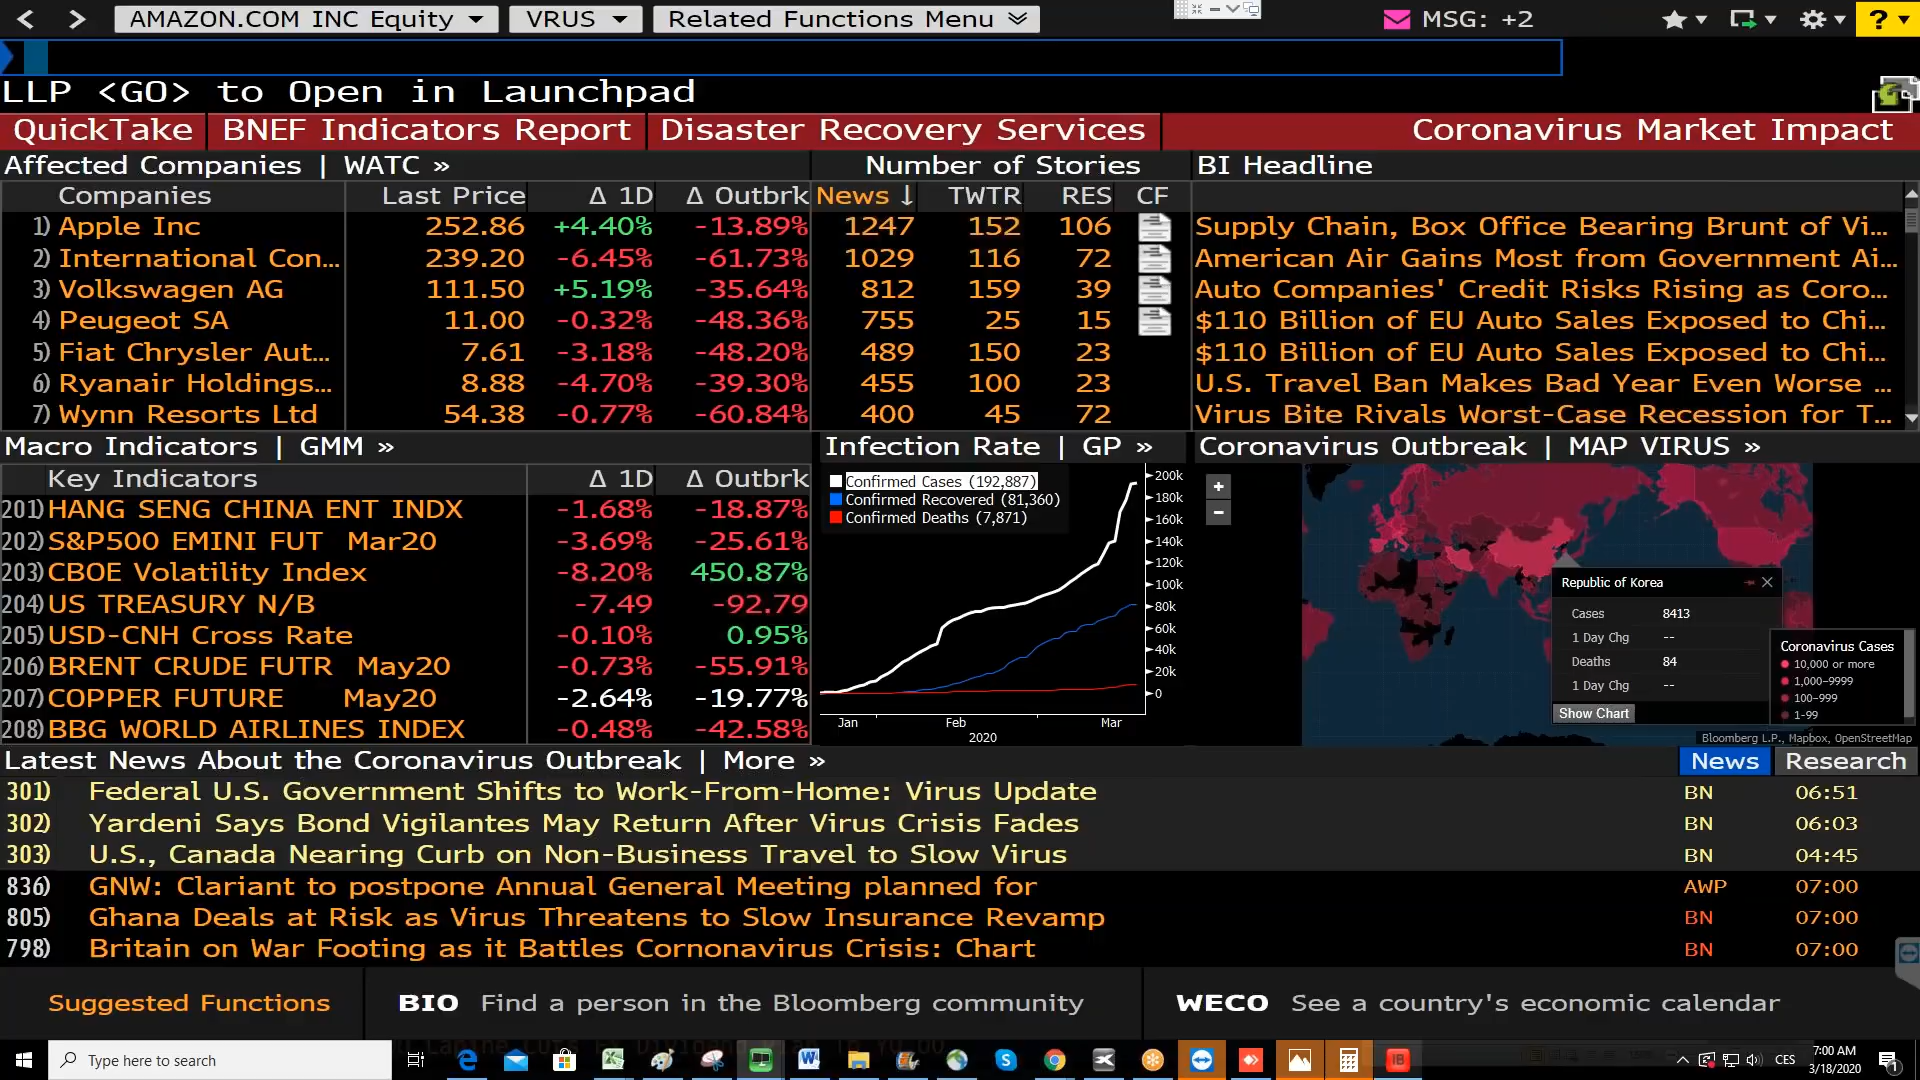 AMAZON.COM INC Equity VRUS Related Functions Menu MSG: +2 ?
LLP <GO> to Open in Launchpad
QuickTake BNEF Indicators Report Disaster Recovery Services Coronavirus Market Impact
Affected Companies | WATC » Number of Stories BI Headline
Companies Last Price Δ 1D Δ Outbrk News ↓ TWTR RES CF
1) Apple Inc 252.86 +4.40% -13.89% 1247 152 106 Supply Chain, Box Office Bearing Brunt of Vi...
2) International Con... 239.20 -6.45% -61.73% 1029 116 72 American Air Gains Most from Government Ai...
3) Volkswagen AG 111.50 +5.19% -35.64% 812 159 39 Auto Companies' Credit Risks Rising as Coro...
4) Peugeot SA 11.00 -0.32% -48.36% 755 25 15 $110 Billion of EU Auto Sales Exposed to Chi...
5) Fiat Chrysler Aut... 7.61 -3.18% -48.20% 489 150 23 $110 Billion of EU Auto Sales Exposed to Chi...
6) Ryanair Holdings... 8.88 -4.70% -39.30% 455 100 23 U.S. Travel Ban Makes Bad Year Even Worse ...
7) Wynn Resorts Ltd 54.38 -0.77% -60.84% 400 45 72 Virus Bite Rivals Worst-Case Recession for T...
Macro Indicators | GMM »
Key Indicators Δ 1D Δ Outbrk
201) HANG SENG CHINA ENT INDX -1.68% -18.87%
202) S&P500 EMINI FUT Mar20 -3.69% -25.61%
203) CBOE Volatility Index -8.20% 450.87%
204) US TREASURY N/B -7.49 -92.79
205) USD-CNH Cross Rate -0.10% 0.95%
206) BRENT CRUDE FUTR May20 -0.73% -55.91%
207) COPPER FUTURE May20 -2.64% -19.77%
208) BBG WORLD AIRLINES INDEX -0.48% -42.58%
Infection Rate | GP »
Confirmed Cases (192,887)
Confirmed Recovered (81,360)
Confirmed Deaths (7,871)
200k
180k
160k
140k
120k
100k
80k
60k
40k
20k
0
Jan Feb Mar
2020
Coronavirus Outbreak | MAP VIRUS »
+
−
Republic of Korea
Cases 8413
1 Day Chg --
Deaths 84
1 Day Chg --
Show Chart
Coronavirus Cases
10,000 or more
1,000-9999
100-999
1-99
Bloomberg L.P., Mapbox, OpenStreetMap
Latest News About the Coronavirus Outbreak | More » News Research
301) Federal U.S. Government Shifts to Work-From-Home: Virus Update BN 06:51
302) Yardeni Says Bond Vigilantes May Return After Virus Crisis Fades BN 06:03
303) U.S., Canada Nearing Curb on Non-Business Travel to Slow Virus BN 04:45
836) GNW: Clariant to postpone Annual General Meeting planned for AWP 07:00
805) Ghana Deals at Risk as Virus Threatens to Slow Insurance Revamp BN 07:00
798) Britain on War Footing as it Battles Cornonavirus Crisis: Chart BN 07:00
Suggested Functions BIO Find a person in the Bloomberg community WECO See a country's economic calendar
Type here to search
CES
7:00 AM
3/18/2020